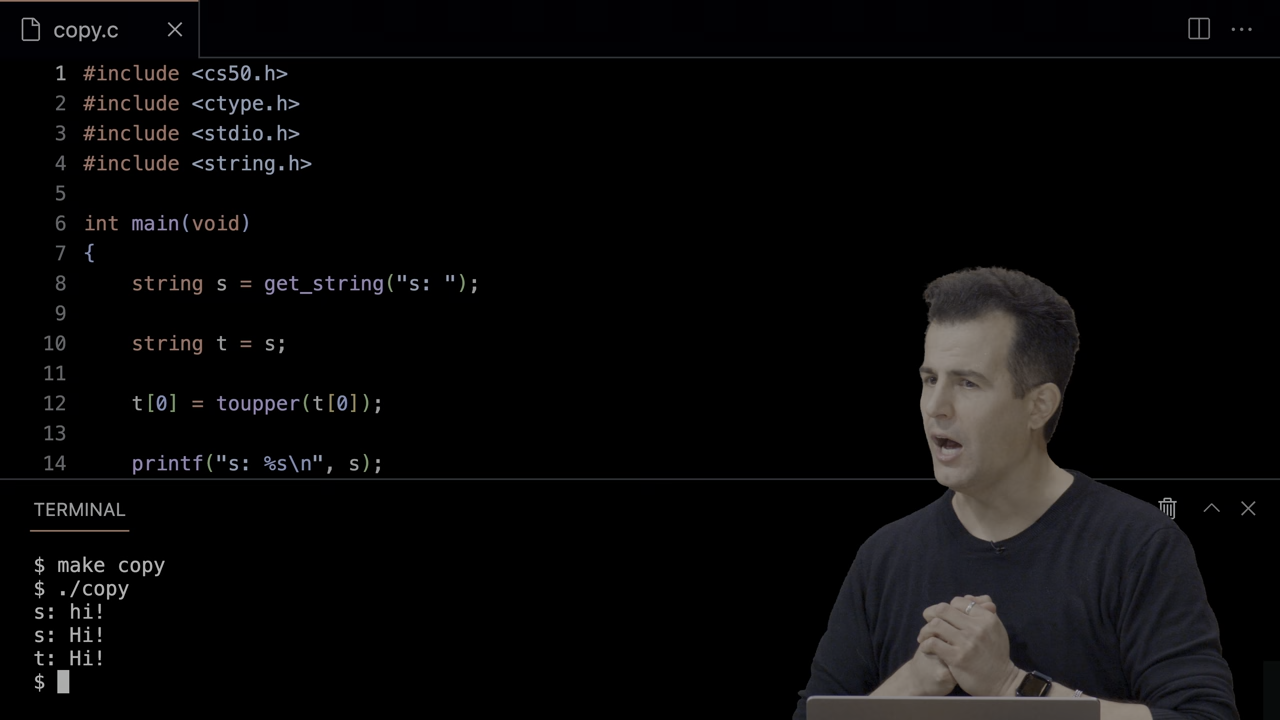 copy.c
1 #include <cs50.h>
2 #include <ctype.h>
3 #include <stdio.h>
4 #include <string.h>
5
6 int main(void)
7 {
8     string s = get_string("s: ");
9
10     string t = s;
11
12     t[0] = toupper(t[0]);
13
14     printf("s: %s\n", s);
TERMINAL
$ make copy
$ ./copy
s: hi!
s: Hi!
t: Hi!
$